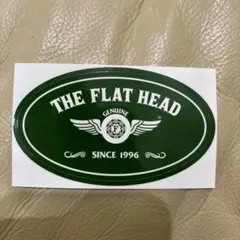 THE FLAT HEAD
GENUINE
F
SINCE 1996